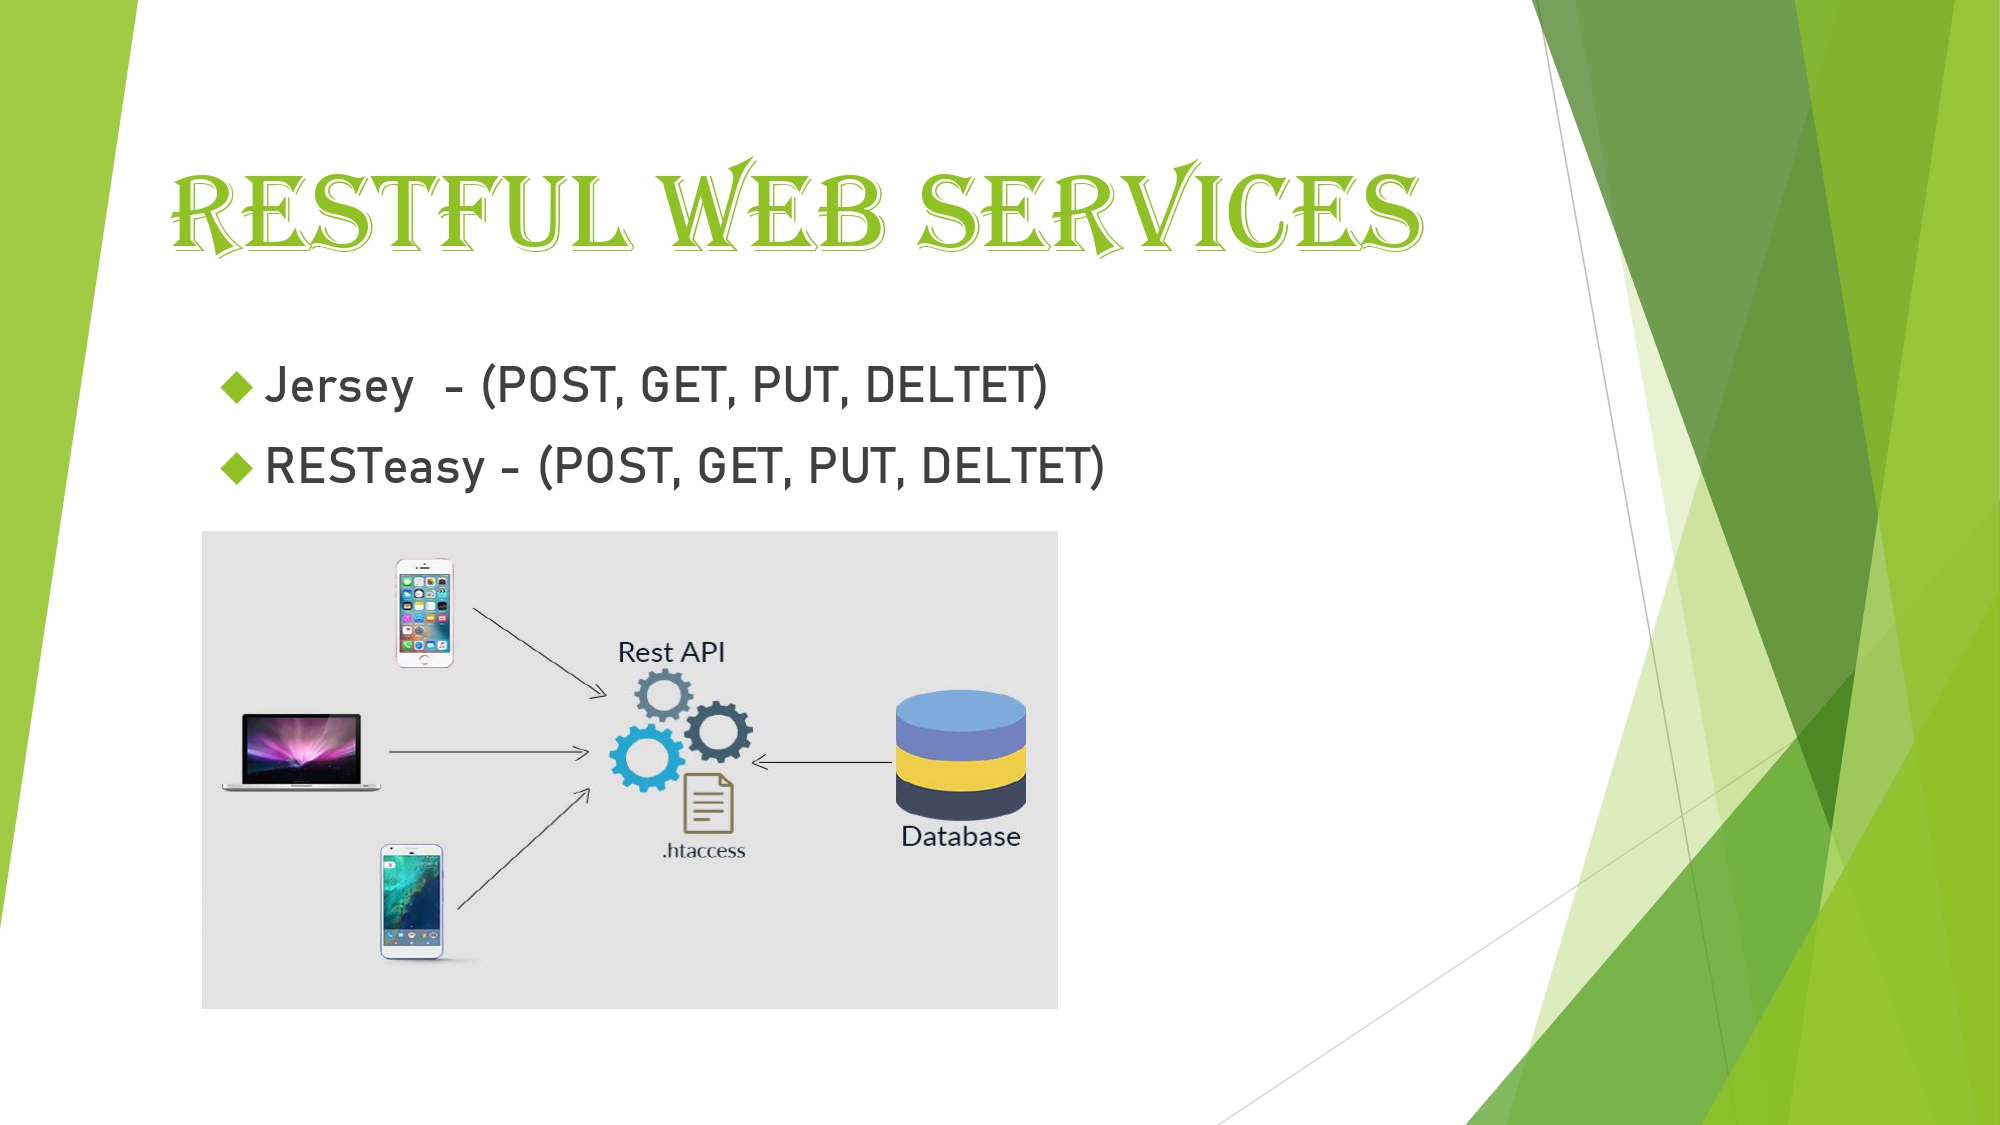 RESTFUL WEB SERVICES
Jersey - (POST, GET, PUT, DELTET)
RESTeasy - (POST, GET, PUT, DELTET)
Rest API
.htaccess
Database